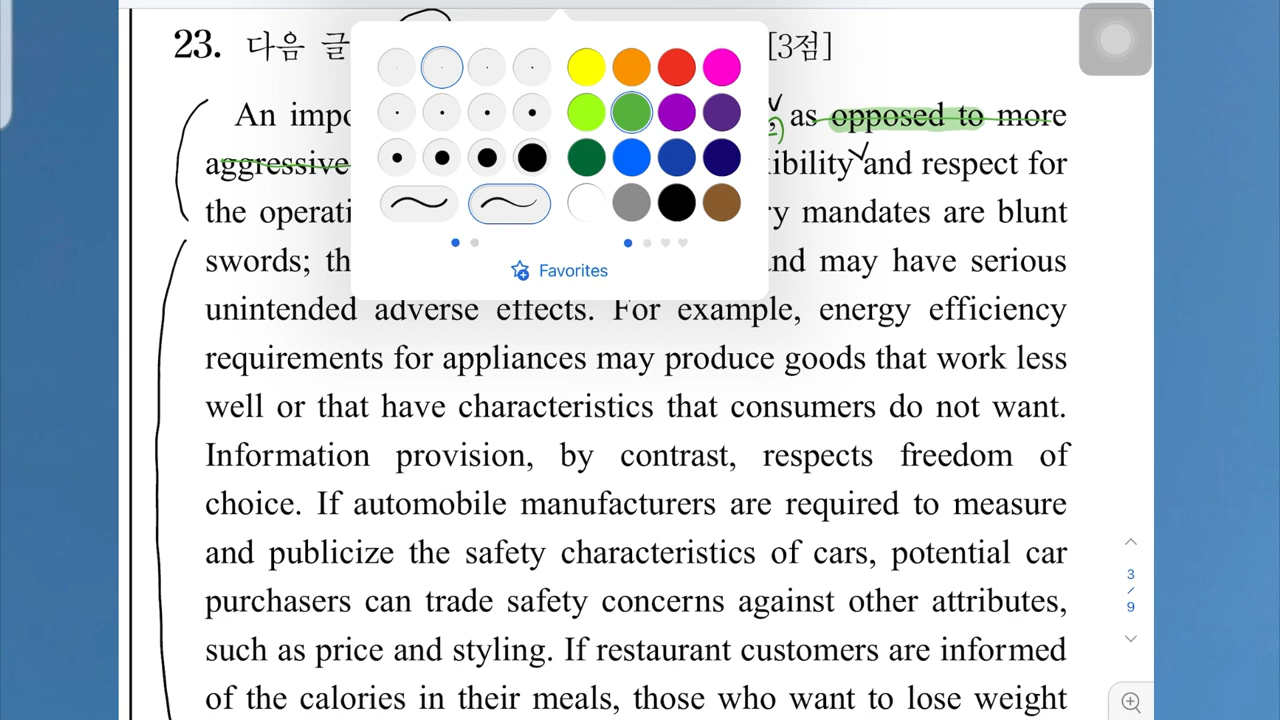 23. 다음 글 [3점]
An impo as opposed to more
aggressive ibility and respect for
the operati ry mandates are blunt
swords; th nd may have serious
Favorites
unintended adverse effects. For example, energy efficiency
requirements for appliances may produce goods that work less
well or that have characteristics that consumers do not want.
Information provision, by contrast, respects freedom of
choice. If automobile manufacturers are required to measure
and publicize the safety characteristics of cars, potential car
purchasers can trade safety concerns against other attributes,
such as price and styling. If restaurant customers are informed
of the calories in their meals, those who want to lose weight
3
9